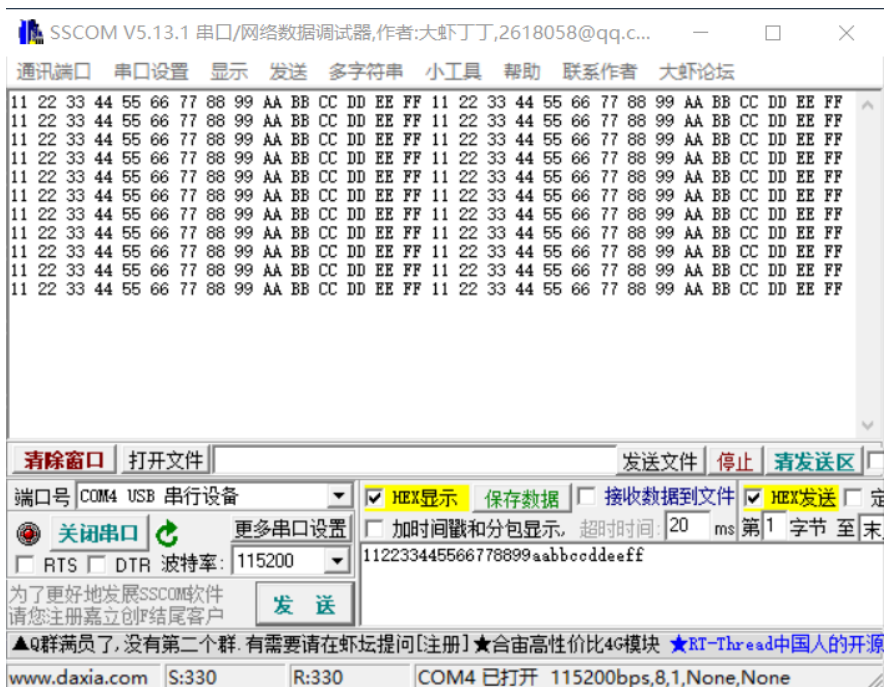 SSCOM V5.13.1 串口/网络数据调试器,作者:大虾丁丁,2618058@qq.c...
通讯端口 串口设置 显示 发送 多字符串 小工具 帮助 联系作者 大虾论坛
11 22 33 44 55 66 77 88 99 AA BB CC DD EE FF 11 22 33 44 55 66 77 88 99 AA BB CC DD EE FF
11 22 33 44 55 66 77 88 99 AA BB CC DD EE FF 11 22 33 44 55 66 77 88 99 AA BB CC DD EE FF
11 22 33 44 55 66 77 88 99 AA BB CC DD EE FF 11 22 33 44 55 66 77 88 99 AA BB CC DD EE FF
11 22 33 44 55 66 77 88 99 AA BB CC DD EE FF 11 22 33 44 55 66 77 88 99 AA BB CC DD EE FF
11 22 33 44 55 66 77 88 99 AA BB CC DD EE FF 11 22 33 44 55 66 77 88 99 AA BB CC DD EE FF
11 22 33 44 55 66 77 88 99 AA BB CC DD EE FF 11 22 33 44 55 66 77 88 99 AA BB CC DD EE FF
11 22 33 44 55 66 77 88 99 AA BB CC DD EE FF 11 22 33 44 55 66 77 88 99 AA BB CC DD EE FF
11 22 33 44 55 66 77 88 99 AA BB CC DD EE FF 11 22 33 44 55 66 77 88 99 AA BB CC DD EE FF
11 22 33 44 55 66 77 88 99 AA BB CC DD EE FF 11 22 33 44 55 66 77 88 99 AA BB CC DD EE FF
11 22 33 44 55 66 77 88 99 AA BB CC DD EE FF 11 22 33 44 55 66 77 88 99 AA BB CC DD EE FF
11 22 33 44 55 66 77 88 99 AA BB CC DD EE FF 11 22 33 44 55 66 77 88 99 AA BB CC DD EE FF
清除窗口 打开文件 发送文件 停止 清发送区
端口号 COM4 USB 串行设备 HEX显示 保存数据 接收数据到文件 HEX发送 定
关闭串口 更多串口设置 加时间戳和分包显示, 超时时间: 20 ms 第1 字节 至 末
RTS DTR 波特率: 115200
112233445566778899aabbccddeeff
为了更好地发展SSCOM软件
请您注册嘉立创F结尾客户
发 送
▲Q群满员了,没有第二个群.有需要请在虾坛提问[注册]★合宙高性价比4G模块 ★RT-Thread中国人的开源
www.daxia.com S:330 R:330 COM4 已打开 115200bps,8,1,None,None